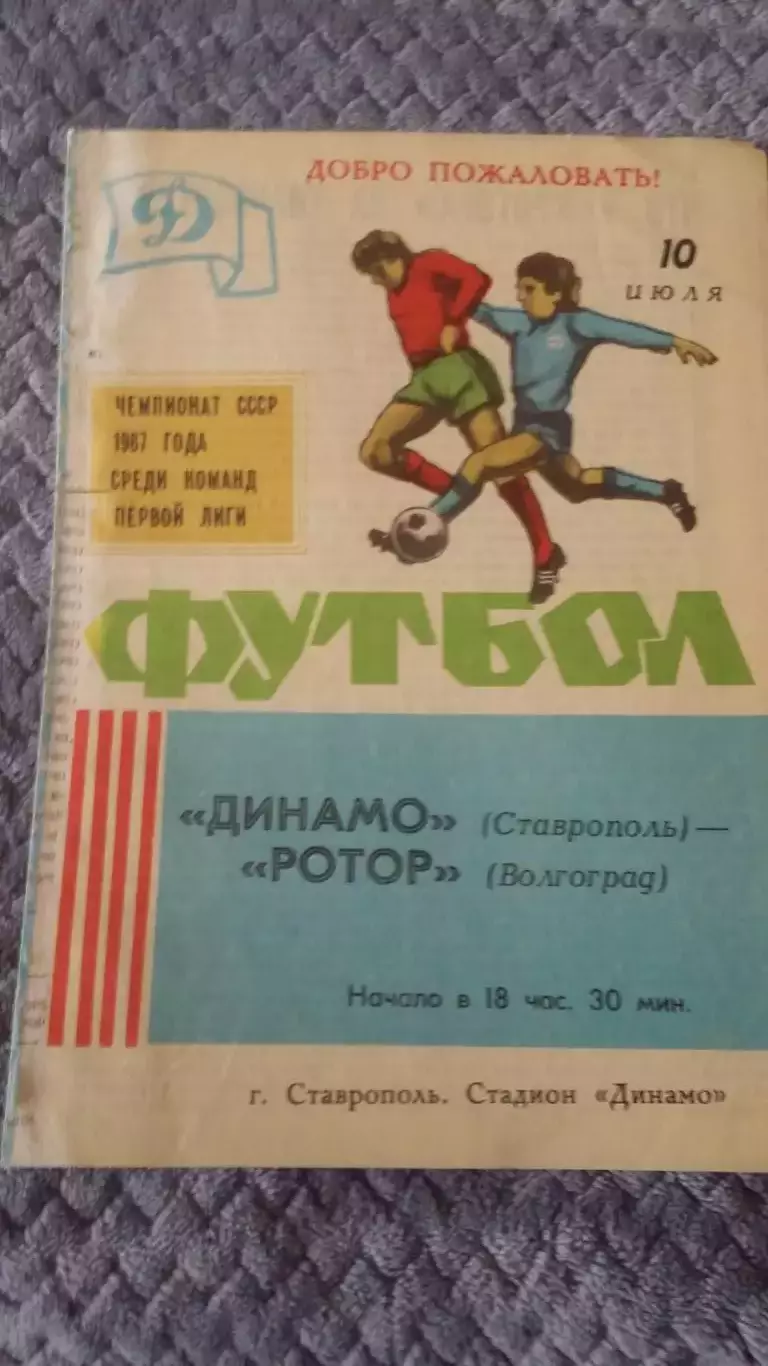 Д
ДОБРО ПОЖАЛОВАТЬ!
10
июля
ЧЕМПИОНАТ СССР
1987 ГОДА
СРЕДИ КОМАНД
ПЕРВОЙ ЛИГИ
ФУТБОЛ
«ДИНАМО» (Ставрополь) —
«РОТОР» (Волгоград)
Начало в 18 час. 30 мин.
г. Ставрополь. Стадион «Динамо»